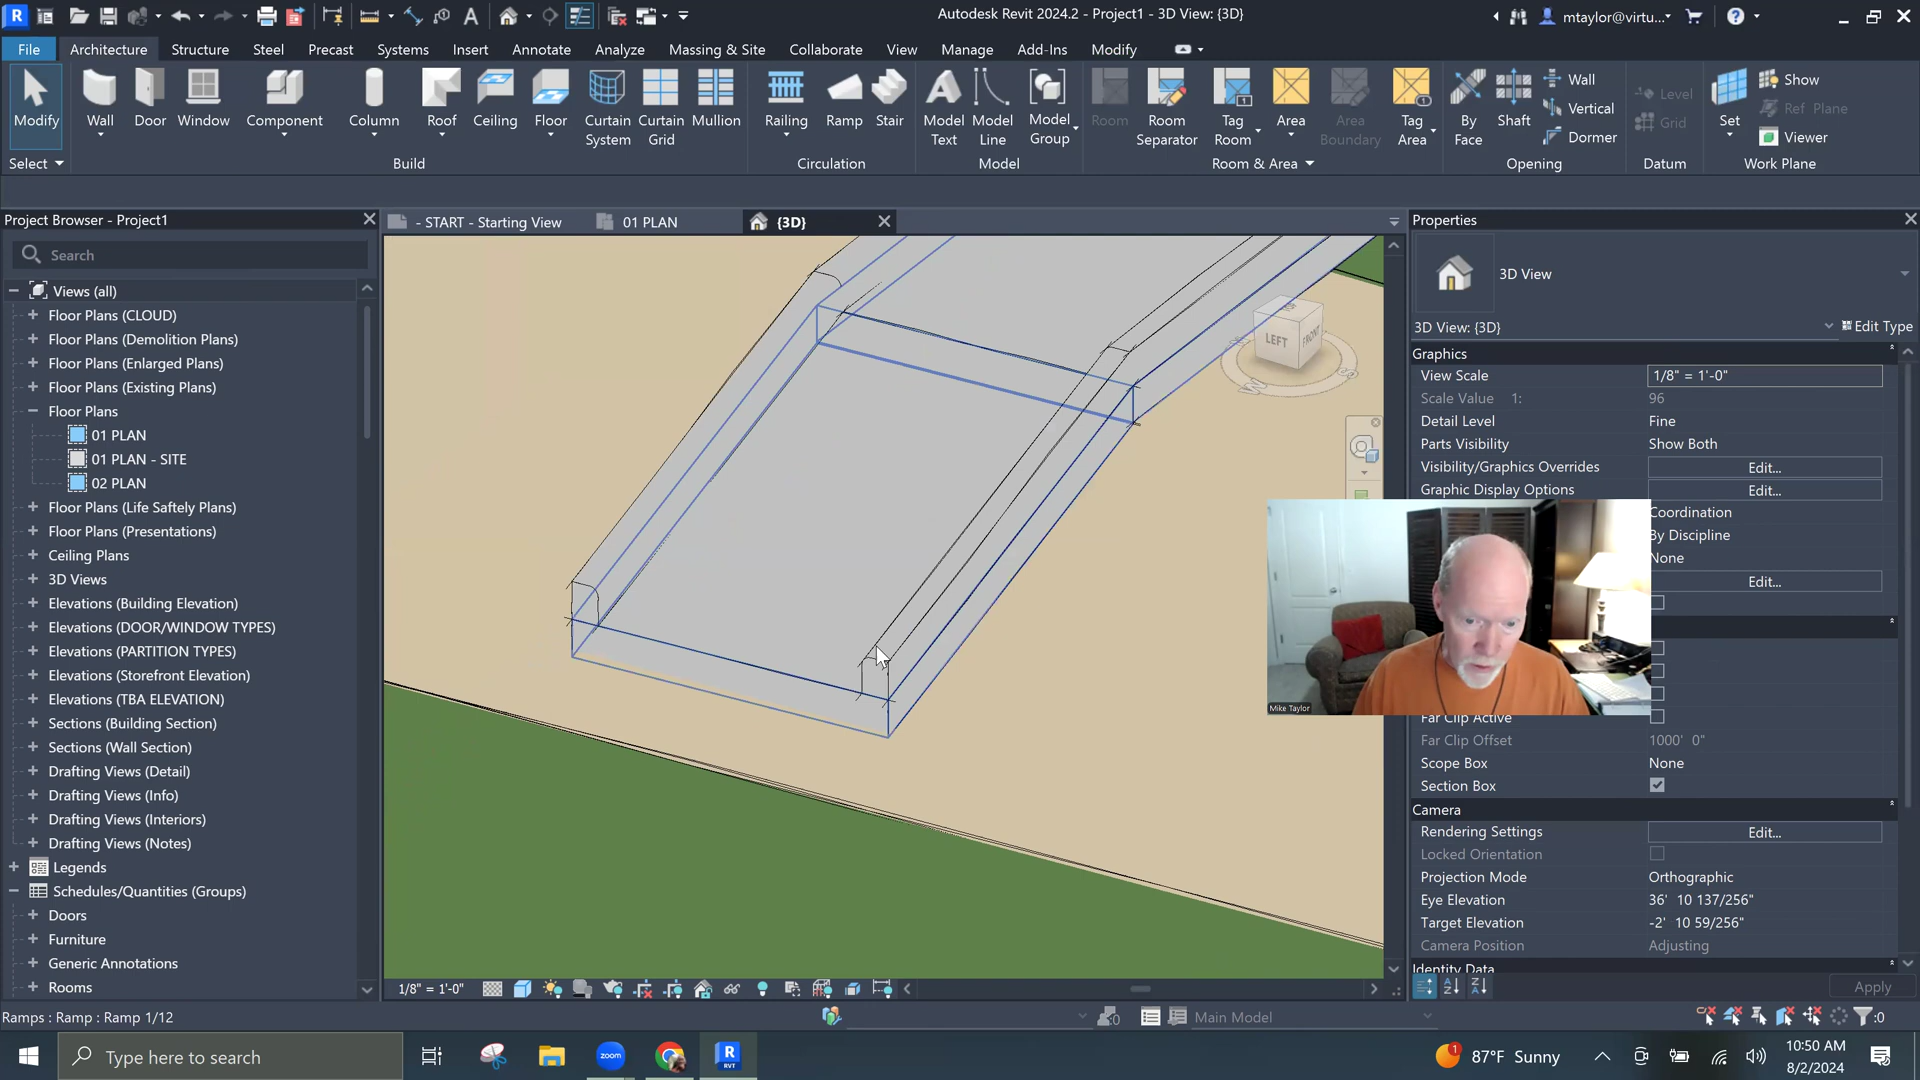 Autodesk Revit 2024.2 - Project1 - 3D View: {3D}
mtaylor@virtu...
File
Architecture
Structure
Steel
Precast
Systems
Insert
Annotate
Analyze
Massing & Site
Collaborate
View
Manage
Add-Ins
Modify
Modify
Wall
Door
Window
Component
Column
Roof
Ceiling
Floor
Curtain System
Curtain Grid
Mullion
Railing
Ramp
Stair
Model Text
Model Line
Model Group
Room
Room Separator
Tag Room
Area
Area Boundary
Tag Area
By Face
Shaft
Wall
Vertical
Dormer
Level
Grid
Set
Show
Ref Plane
Viewer
Select
Build
Circulation
Model
Room & Area
Opening
Datum
Work Plane
Project Browser - Project1
Search
Views (all)
Floor Plans (CLOUD)
Floor Plans (Demolition Plans)
Floor Plans (Enlarged Plans)
Floor Plans (Existing Plans)
Floor Plans
01 PLAN
01 PLAN - SITE
02 PLAN
Floor Plans (Life Saftely Plans)
Floor Plans (Presentations)
Ceiling Plans
3D Views
Elevations (Building Elevation)
Elevations (DOOR/WINDOW TYPES)
Elevations (PARTITION TYPES)
Elevations (Storefront Elevation)
Elevations (TBA ELEVATION)
Sections (Building Section)
Sections (Wall Section)
Drafting Views (Detail)
Drafting Views (Info)
Drafting Views (Interiors)
Drafting Views (Notes)
Legends
Schedules/Quantities (Groups)
Doors
Furniture
Generic Annotations
Rooms
- START - Starting View
01 PLAN
{3D}
LEFT
FRONT
W
S
Mike Taylor
Properties
3D View
3D View: {3D}
Edit Type
Graphics
View Scale 1/8" = 1'-0"
Scale Value 1: 96
Detail Level Fine
Parts Visibility Show Both
Visibility/Graphics Overrides Edit...
Graphic Display Options Edit...
Coordination
By Discipline
None
Edit...
Far Clip Active
Far Clip Offset 1000' 0"
Scope Box None
Section Box
Camera
Rendering Settings Edit...
Locked Orientation
Projection Mode Orthographic
Eye Elevation 36' 10 137/256"
Target Elevation -2' 10 59/256"
Camera Position Adjusting
Identity Data
Apply
1/8" = 1'-0"
Ramps : Ramp : Ramp 1/12
:0
Main Model
:0
Type here to search
zoom
R
RVT
1
87°F Sunny
10:50 AM
8/2/2024